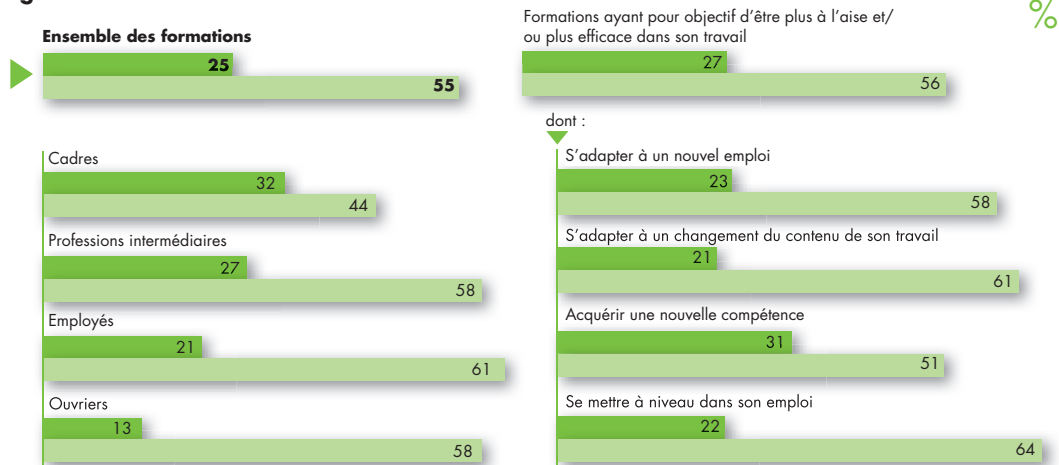 %
Ensemble des formations
25
55
Cadres
32
44
Professions intermédiaires
27
58
Employés
21
61
Ouvriers
13
58
Formations ayant pour objectif d'être plus à l'aise et/
ou plus efficace dans son travail
27
56
dont :
S'adapter à un nouvel emploi
23
58
S'adapter à un changement du contenu de son travail
21
61
Acquérir une nouvelle compétence
31
51
Se mettre à niveau dans son emploi
22
64